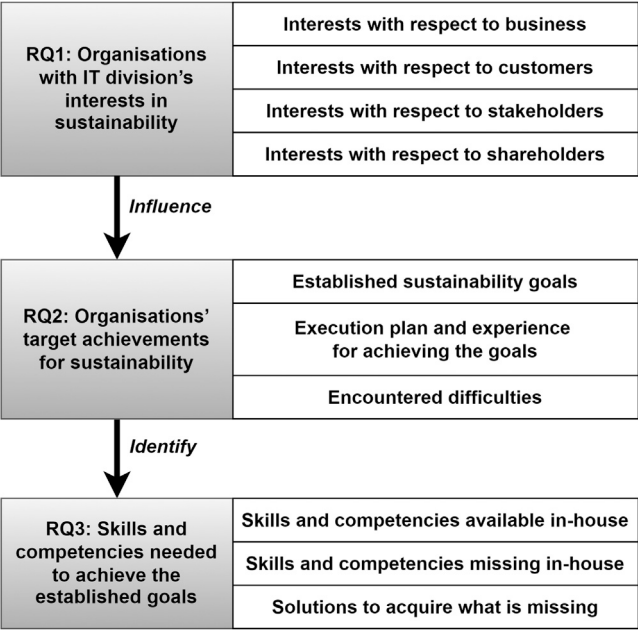 RQ1: Organisations
with IT division's
interests in
sustainability
Interests with respect to business
Interests with respect to customers
Interests with respect to stakeholders
Interests with respect to shareholders
Influence
RQ2: Organisations’
target achievements
for sustainability
Established sustainability goals
Execution plan and experience
for achieving the goals
Encountered difficulties
Identify
RQ3: Skills and
competencies needed
to achieve the
established goals
Skills and competencies available in-house
Skills and competencies missing in-house
Solutions to acquire what is missing